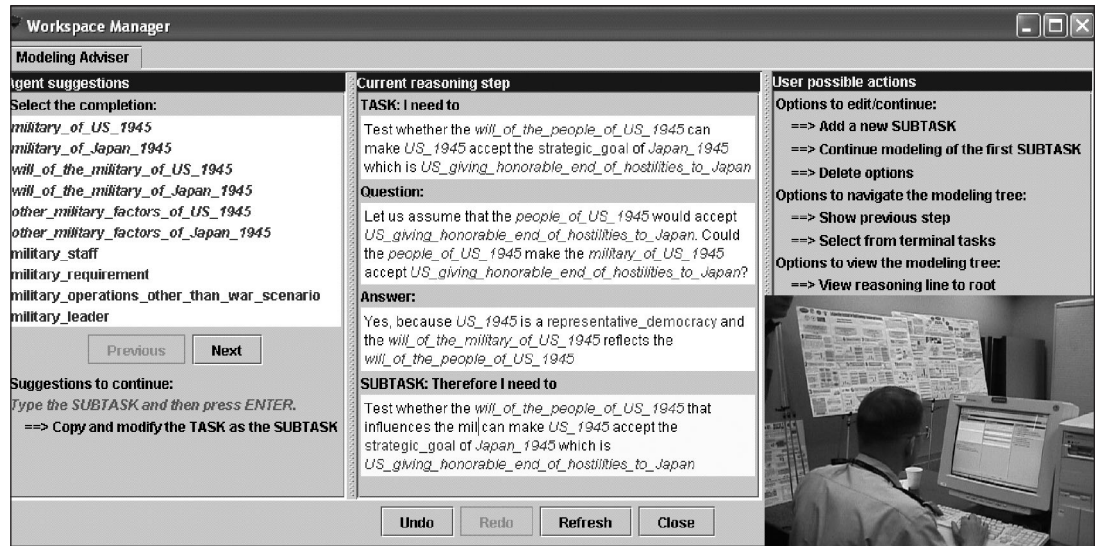 Workspace Manager
Modeling Adviser
Agent suggestions
Select the completion:
military_of_US_1945
military_of_Japan_1945
will_of_the_military_of_US_1945
will_of_the_military_of_Japan_1945
other_military_factors_of_US_1945
other_military_factors_of_Japan_1945
military_staff
military_requirement
military_operations_other_than_war_scenario
military_leader
Previous Next
Suggestions to continue:
Type the SUBTASK and then press ENTER.
==> Copy and modify the TASK as the SUBTASK
Current reasoning step
TASK: I need to
Test whether the will_of_the_people_of_US_1945 can
make US_1945 accept the strategic_goal of Japan_1945
which is US_giving_honorable_end_of_hostilities_to_Japan
Question:
Let us assume that the people_of_US_1945 would accept
US_giving_honorable_end_of_hostilities_to_Japan. Could
the people_of_US_1945 make the military_of_US_1945
accept US_giving_honorable_end_of_hostilities_to_Japan?
Answer:
Yes, because US_1945 is a representative_democracy and
the will_of_the_military_of_US_1945 reflects the
will_of_the_people_of_US_1945
SUBTASK: Therefore I need to
Test whether the will_of_the_people_of_US_1945 that
influences the mil can make US_1945 accept the
strategic_goal of Japan_1945 which is
US_giving_honorable_end_of_hostilities_to_Japan
Undo Redo Refresh Close
User possible actions
Options to edit/continue:
==> Add a new SUBTASK
==> Continue modeling of the first SUBTASK
==> Delete options
Options to navigate the modeling tree:
==> Show previous step
==> Select from terminal tasks
Options to view the modeling tree:
==> View reasoning line to root